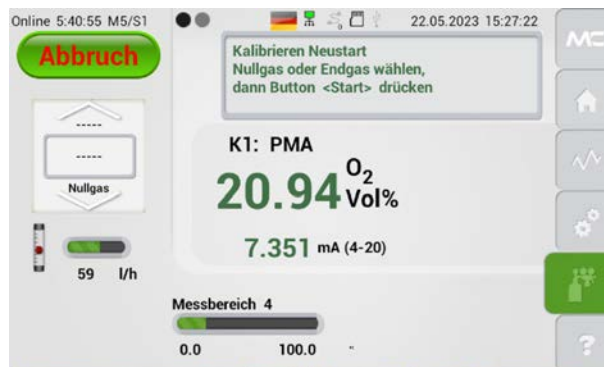 Online 5:40:55 M5/S1
22.05.2023 15:27:22
Abbruch
Kalibrieren Neustart
Nullgas oder Endgas wählen,
dann Button <Start> drücken
MC
-----
-----
Nullgas
K1: PMA
20.94 O2 Vol%
7.351 mA (4-20)
59 l/h
Messbereich 4
0.0 100.0
?